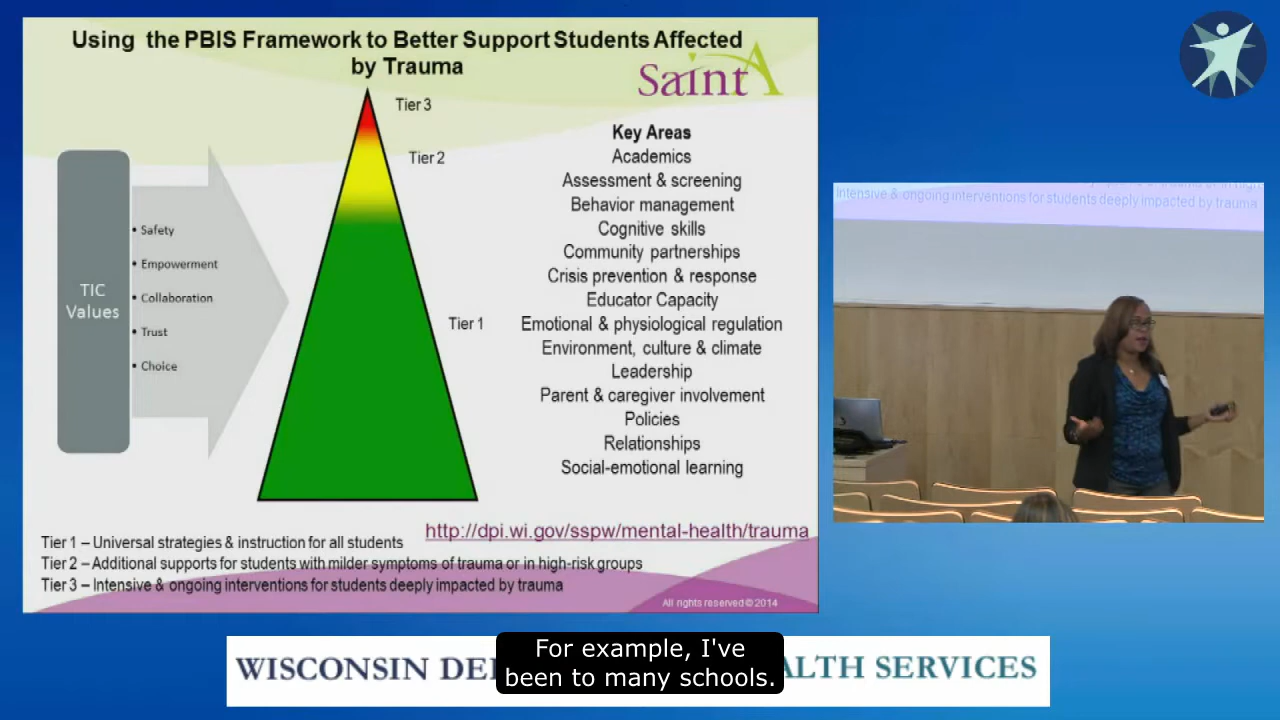 Using the PBIS Framework to Better Support Students Affected
by Trauma
SaintA
Tier 3
Tier 2
Tier 1
TIC
Values
• Safety
• Empowerment
• Collaboration
• Trust
• Choice
Key Areas
Academics
Assessment & screening
Behavior management
Cognitive skills
Community partnerships
Crisis prevention & response
Educator Capacity
Emotional & physiological regulation
Environment, culture & climate
Leadership
Parent & caregiver involvement
Policies
Relationships
Social-emotional learning
http://dpi.wi.gov/sspw/mental-health/trauma
Tier 1 – Universal strategies & instruction for all students
Tier 2 – Additional supports for students with milder symptoms of trauma or in high-risk groups
Tier 3 – Intensive & ongoing interventions for students deeply impacted by trauma
All rights reserved © 2014
Intensive & ongoing interventions for students deeply impacted by trauma
WISCONSIN DE ALTH SERVICES
For example, I've
been to many schools.